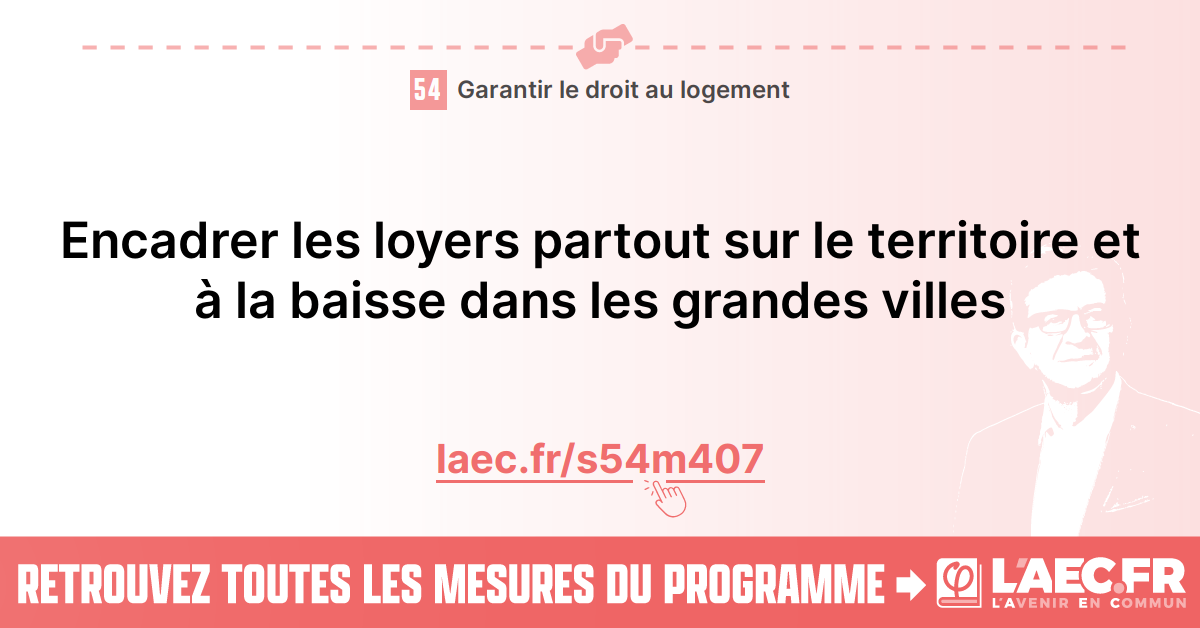 54 Garantir le droit au logement
Encadrer les loyers partout sur le territoire et
à la baisse dans les grandes villes
laec.fr/s54m407
RETROUVEZ TOUTES LES MESURES DU PROGRAMME
L'AEC.FR
L'AVENIR EN COMMUN